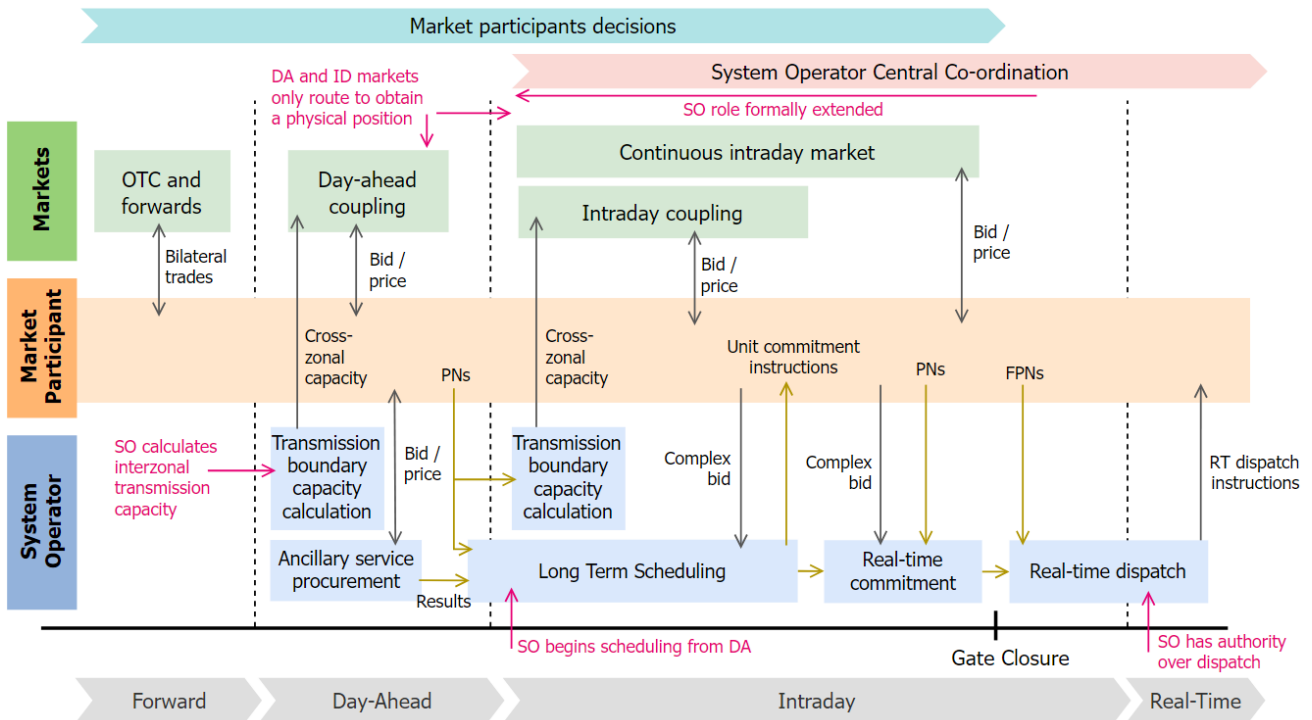 Market participants decisions
System Operator Central Co-ordination
DA and ID markets
only route to obtain
a physical position
SO role formally extended
Markets
OTC and
forwards
Day-ahead
coupling
Continuous intraday market
Intraday coupling
Bilateral
trades
Bid /
price
Bid /
price
Bid /
price
Market
Participant
Cross-
zonal
capacity
PNs
Cross-
zonal
capacity
Unit commitment
instructions
PNs
FPNs
System
Operator
SO calculates
interzonal
transmission
capacity
Transmission
boundary
capacity
calculation
Bid /
price
Transmission
boundary
capacity
calculation
Complex
bid
Complex
bid
RT dispatch
instructions
Ancillary service
procurement
Results
Long Term Scheduling
Real-time
commitment
Real-time dispatch
SO begins scheduling from DA
Gate Closure
SO has authority
over dispatch
Forward
Day-Ahead
Intraday
Real-Time